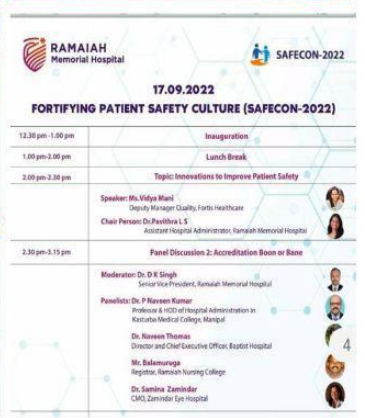 RAMAIAH
Memorial Hospital
SAFECON-2022
17.09.2022
FORTIFYING PATIENT SAFETY CULTURE (SAFECON-2022)
12.30 pm -1.00 pm
Inauguration
1.00 pm-2.00 pm
Lunch Break
2.00 pm-2.30 pm
Topic: Innovations to Improve Patient Safety
Speaker: Ms.Vidya Mani
Deputy Manager Quality, Fortis Healthcare
Chair Person: Dr.Pavithra L S
Assistant Hospital Administrator, Ramaiah Memorial Hospital
2.30 pm-3.15 pm
Panel Discussion 2: Accreditation Boon or Bane
Moderator: Dr. D K Singh
Senior Vice President, Ramaiah Memorial Hospital
Panelists: Dr. P Naveen Kumar
Professor & HOD of Hospital Administration in
Kasturba Medical College, Manipal
Dr. Naveen Thomas
Director and Chief Executive Officer, Baptist Hospital
4
Mr. Balamuruga
Registrar, Ramaiah Nursing College
Dr. Samina Zamindar
CMO, Zamindar Eye Hospital